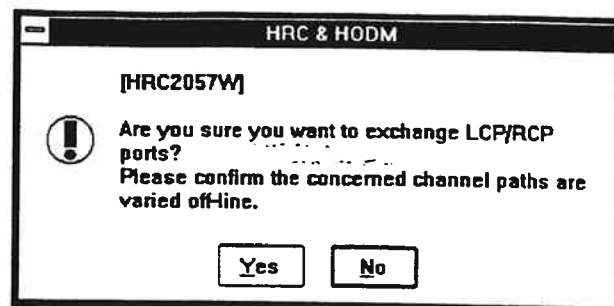 HRC & HODM
[HRC2057W]
Are you sure you want to exchange LCP/RCP
ports?
Please confirm the concerned channel paths are
varied off-line.
Yes
No